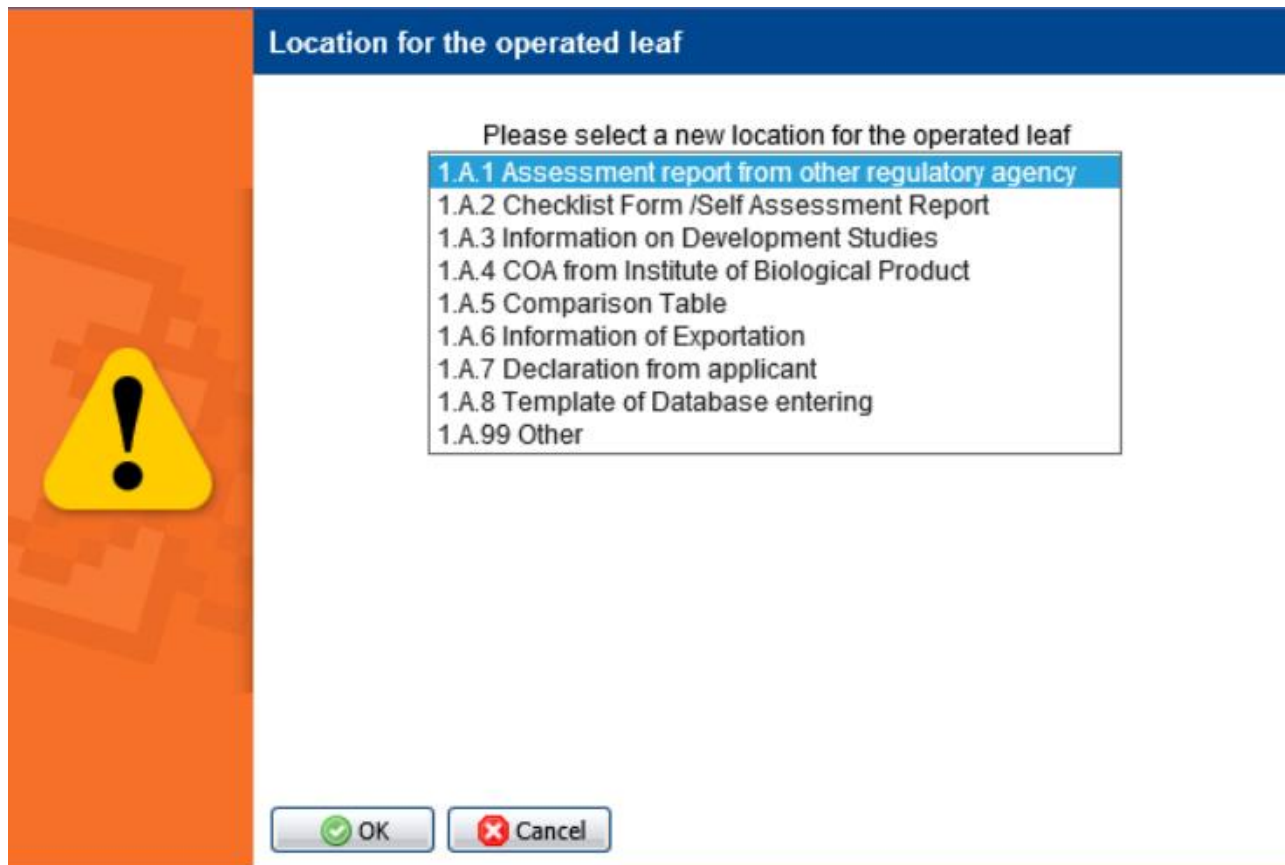 Location for the operated leaf
Please select a new location for the operated leaf
1.A.1 Assessment report from other regulatory agency
1.A.2 Checklist Form /Self Assessment Report
1.A.3 Information on Development Studies
1.A.4 COA from Institute of Biological Product
1.A.5 Comparison Table
1.A.6 Information of Exportation
1.A.7 Declaration from applicant
1.A.8 Template of Database entering
1.A.99 Other
OK Cancel